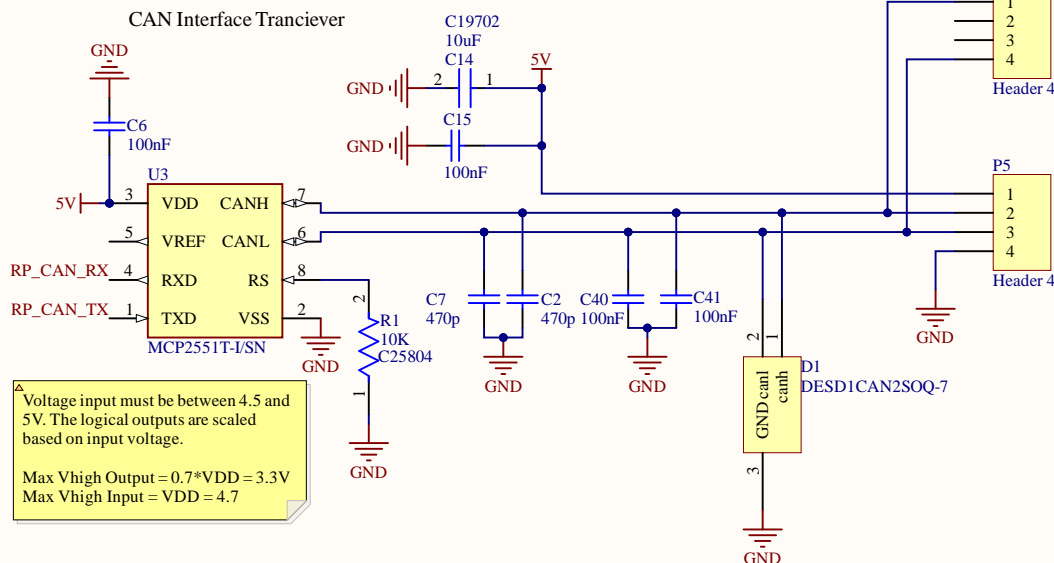 CAN Interface Tranciever
GND
C6
100nF
C19702
10uF
C14
GND
2
1
5V
C15
GND
100nF
1
2
3
4
Header 4
U3
5V
3
VDD
CANH
7
5
VREF
CANL
6
RP_CAN_RX
4
RXD
RS
8
RP_CAN_TX
1
TXD
VSS
2
MCP2551T-I/SN
GND
2
R1
10K
C25804
1
GND
C7
470p
C2
470p
GND
C40
100nF
C41
100nF
GND
P5
1
2
3
4
Header 4
GND
2
1
D1
DESD1CAN2SOQ-7
GND canl
canh
3
GND
Voltage input must be between 4.5 and
5V. The logical outputs are scaled
based on input voltage.
Max Vhigh Output = 0.7*VDD = 3.3V
Max Vhigh Input = VDD = 4.7